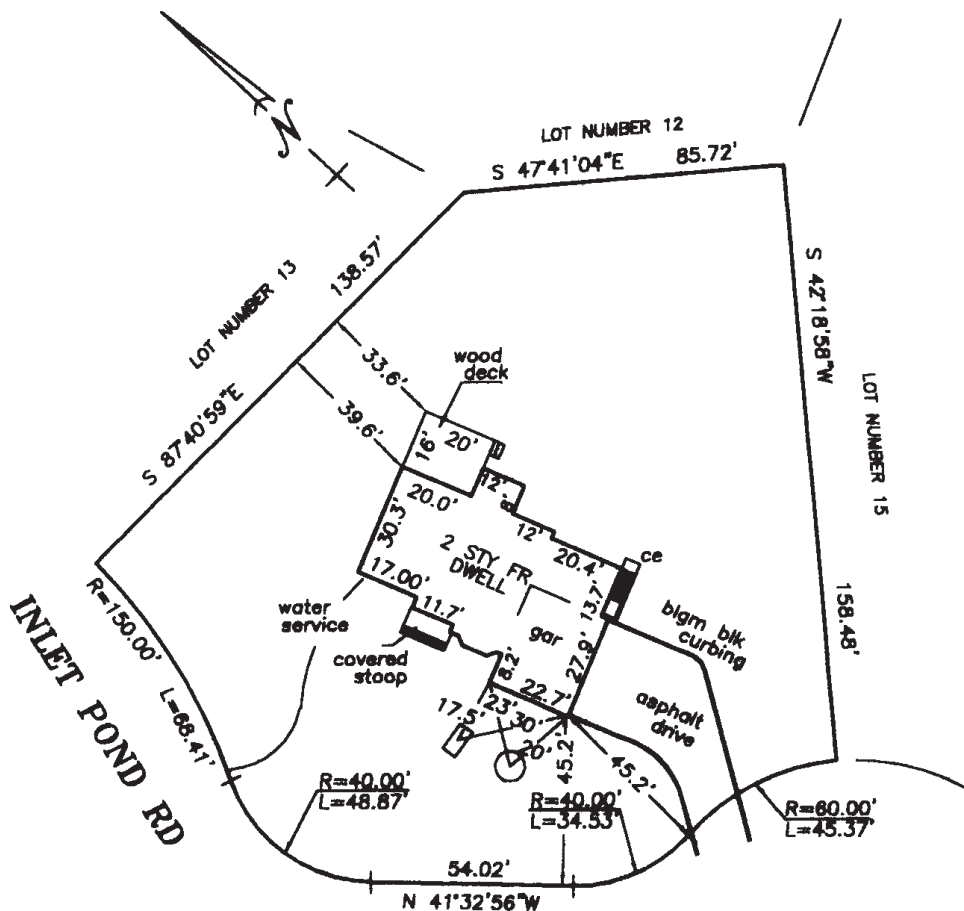 N
LOT NUMBER 12
S 47°41'04"E 85.72'
LOT NUMBER 13
138.57'
S 87°40'59"E
S 42°18'58"W
LOT NUMBER 15
158.48'
33.6'
39.6'
wood
deck
16'
20'
12'
8'
20.0'
12'
30.3'
2 STY FR
DWELL
20.4'
ce
17.00'
13.7'
11.7'
water
service
gar
27.9'
blgm blk
curbing
covered
stoop
8.2'
22.7'
asphalt
drive
17.5'
23'
30'
20'
45.2'
45.2'
R=150.00'
L=68.41'
INLET POND RD
R=40.00'
L=48.87'
R=40.00'
L=34.53'
R=60.00'
L=45.37'
54.02'
N 41°32'56"W